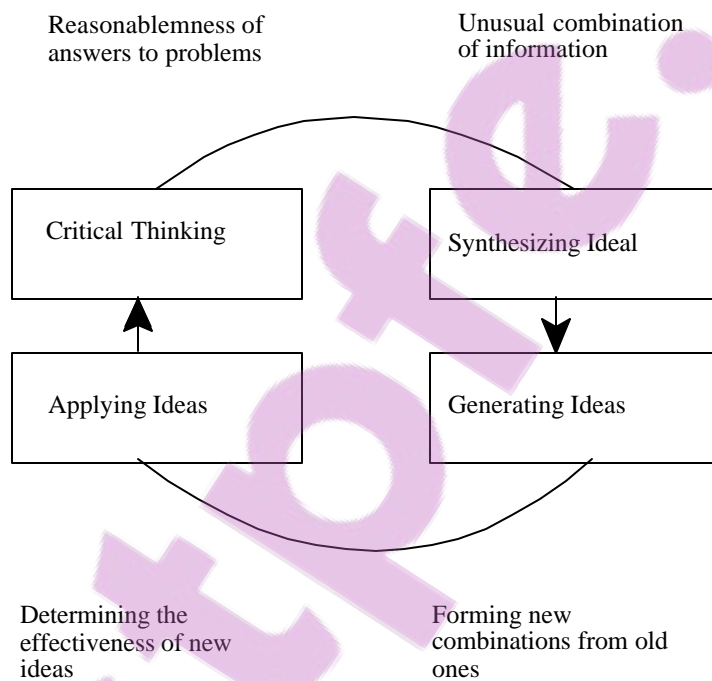 Reasonablemness of
answers to problems
Unusual combination
of information
Critical Thinking
Synthesizing Ideal
Applying Ideas
Generating Ideas
Determining the
effectiveness of new
ideas
Forming new
combinations from old
ones